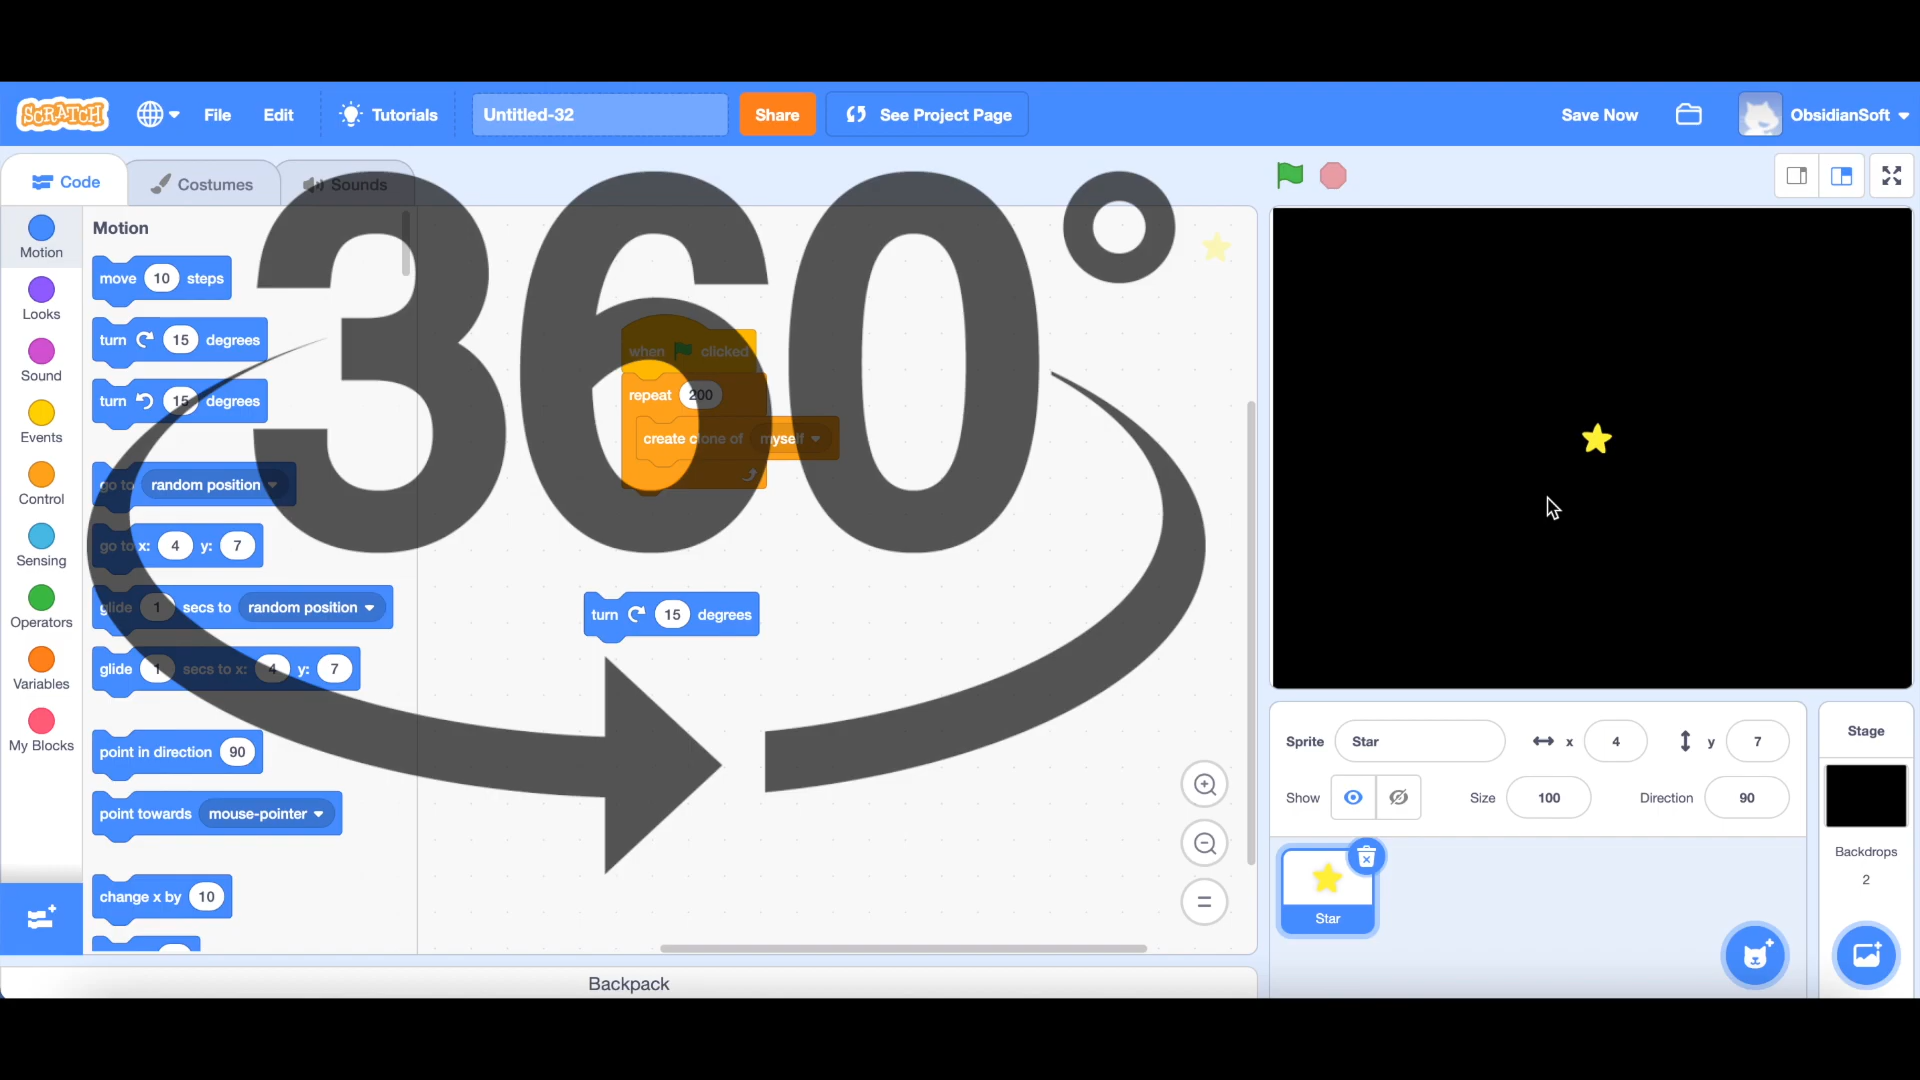 SCRATCH File Edit Tutorials Untitled-32 Share See Project Page Save Now ObsidianSoft
Code Costumes Sounds
360°
Motion
Looks
Sound
Events
Control
Sensing
Operators
Variables
My Blocks
Motion
move 10 steps
turn 15 degrees
turn 15 degrees
go to random position
go to x: 4 y: 7
glide 1 secs to random position
glide 1 secs to x: 4 y: 7
point in direction 90
point towards mouse-pointer
change x by 10
when clicked
repeat 200
create clone of myself
turn 15 degrees
Backpack
Sprite Star x 4 y 7
Show Size 100 Direction 90
Star
Stage
Backdrops
2